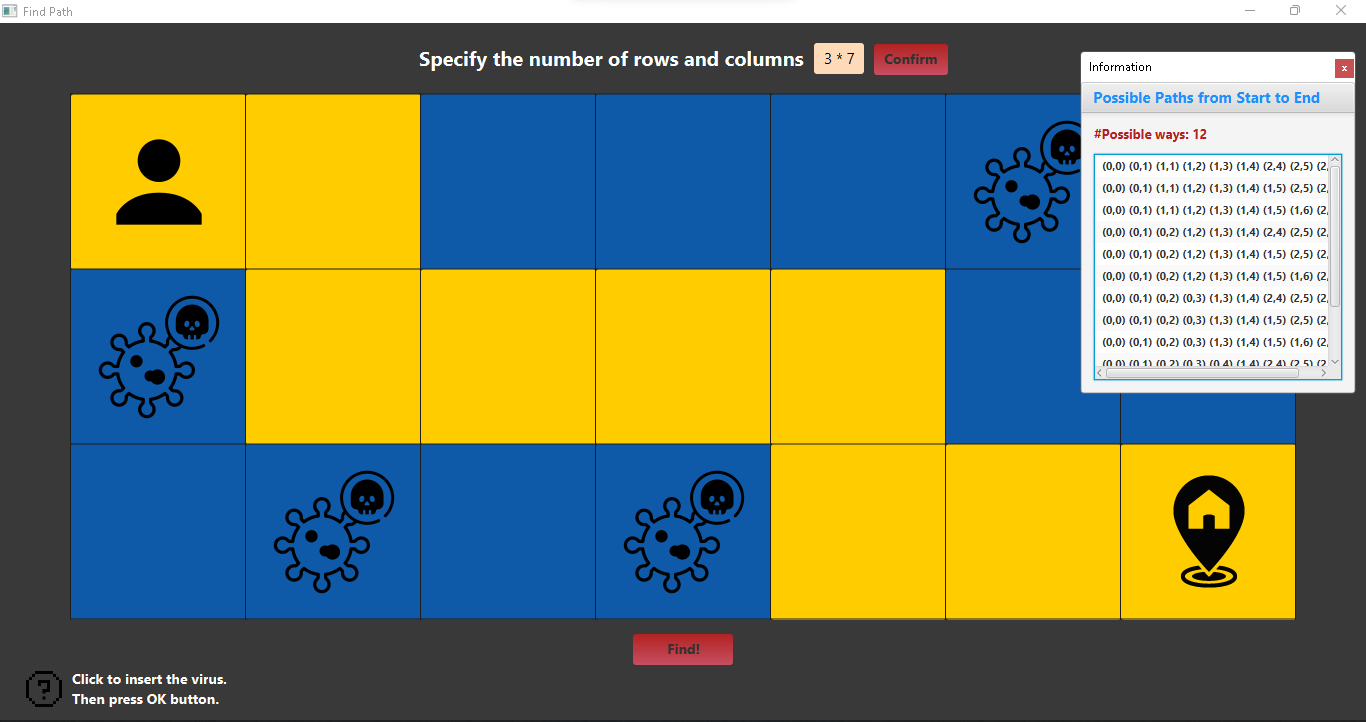 Find Path
Specify the number of rows and columns 3 * 7 Confirm
Information
x
Possible Paths from Start to End
#Possible ways: 12
(0,0) (0,1) (1,1) (1,2) (1,3) (1,4) (2,4) (2,5) (2,
(0,0) (0,1) (1,1) (1,2) (1,3) (1,4) (1,5) (2,5) (2,
(0,0) (0,1) (1,1) (1,2) (1,3) (1,4) (1,5) (1,6) (2,
(0,0) (0,1) (0,2) (1,2) (1,3) (1,4) (2,4) (2,5) (2,
(0,0) (0,1) (0,2) (1,2) (1,3) (1,4) (1,5) (2,5) (2,
(0,0) (0,1) (0,2) (1,2) (1,3) (1,4) (1,5) (1,6) (2,
(0,0) (0,1) (0,2) (0,3) (1,3) (1,4) (2,4) (2,5) (2,
(0,0) (0,1) (0,2) (0,3) (1,3) (1,4) (1,5) (2,5) (2,
(0,0) (0,1) (0,2) (0,3) (1,3) (1,4) (1,5) (1,6) (2,
(0,0) (0,1) (0,2) (0,3) (0,4) (1,4) (2,4) (2,5) (2,
Find!
?
Click to insert the virus.
Then press OK button.